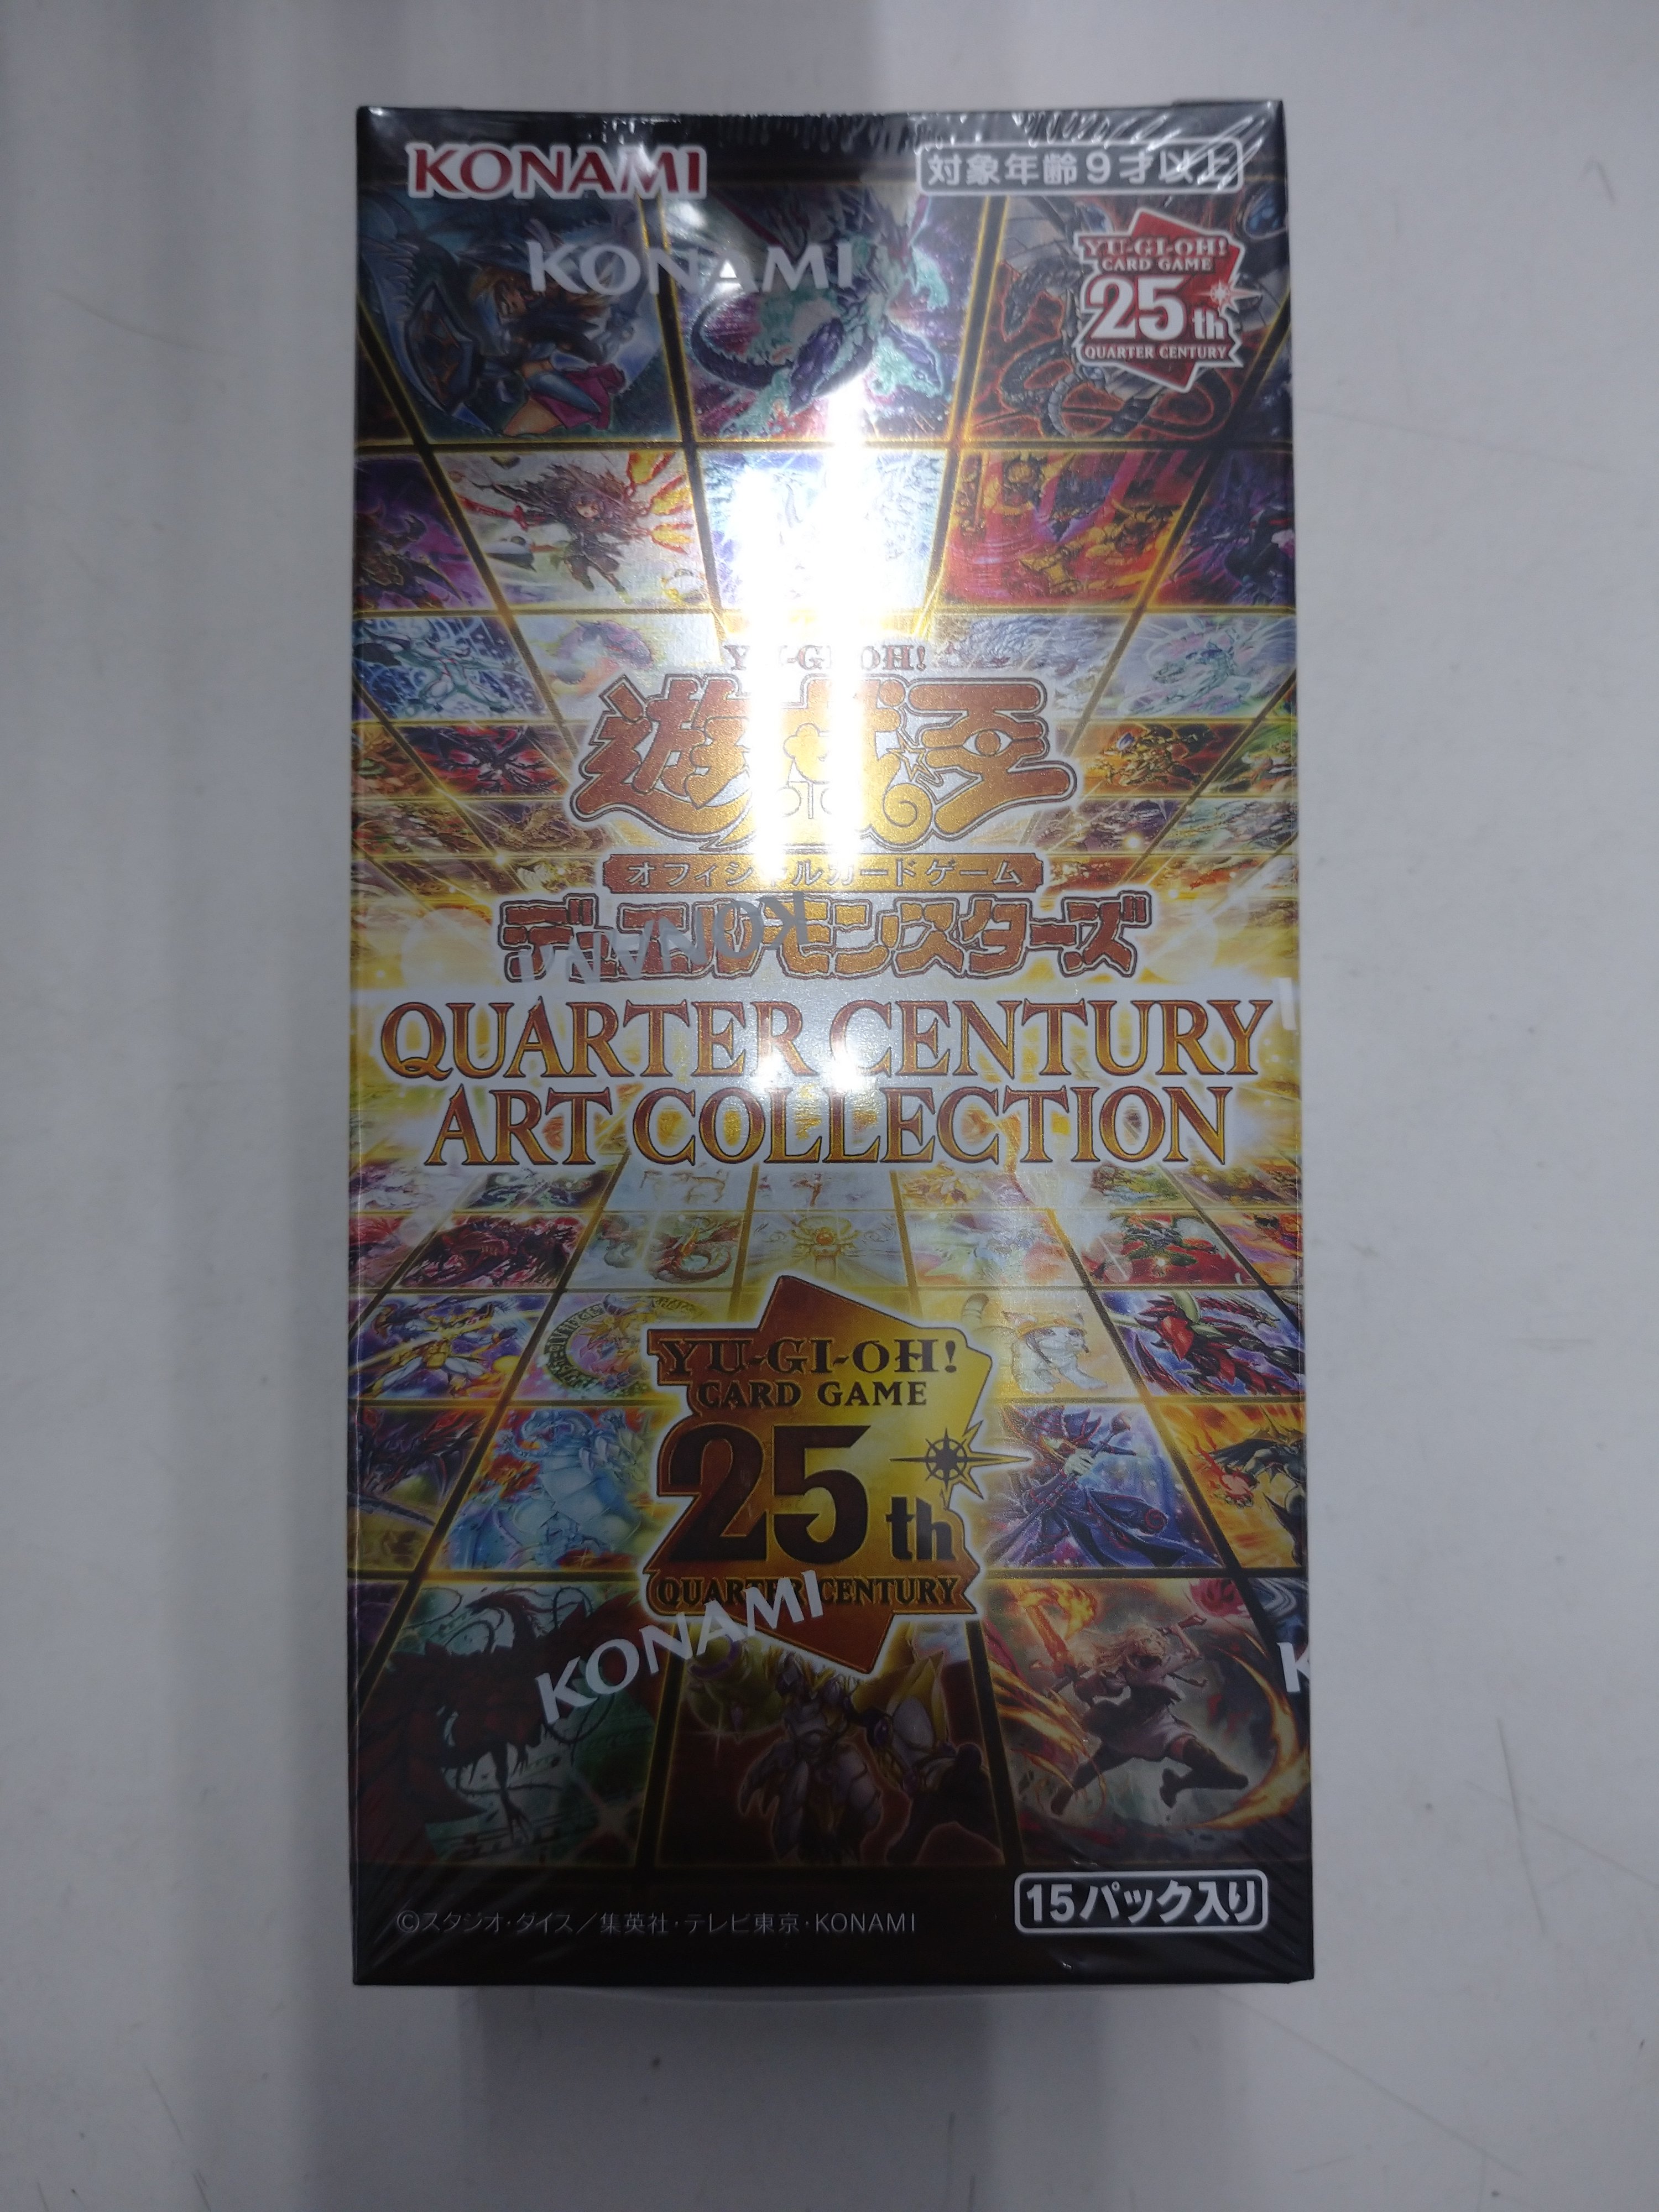 KONAMI
対象年齢9才以上
KONAMI
YU-GI-OH!
CARD GAME
25th
QUARTER CENTURY
YU-GI-OH!
遊戯王
オフィシャルカードゲーム
デュエルモンスターズ
KONAMI
QUARTER CENTURY
ART COLLECTION
YU-GI-OH!
CARD GAME
25th
QUARTER CENTURY
KONAMI
15パック入り
©スタジオ・ダイス/集英社・テレビ東京・KONAMI